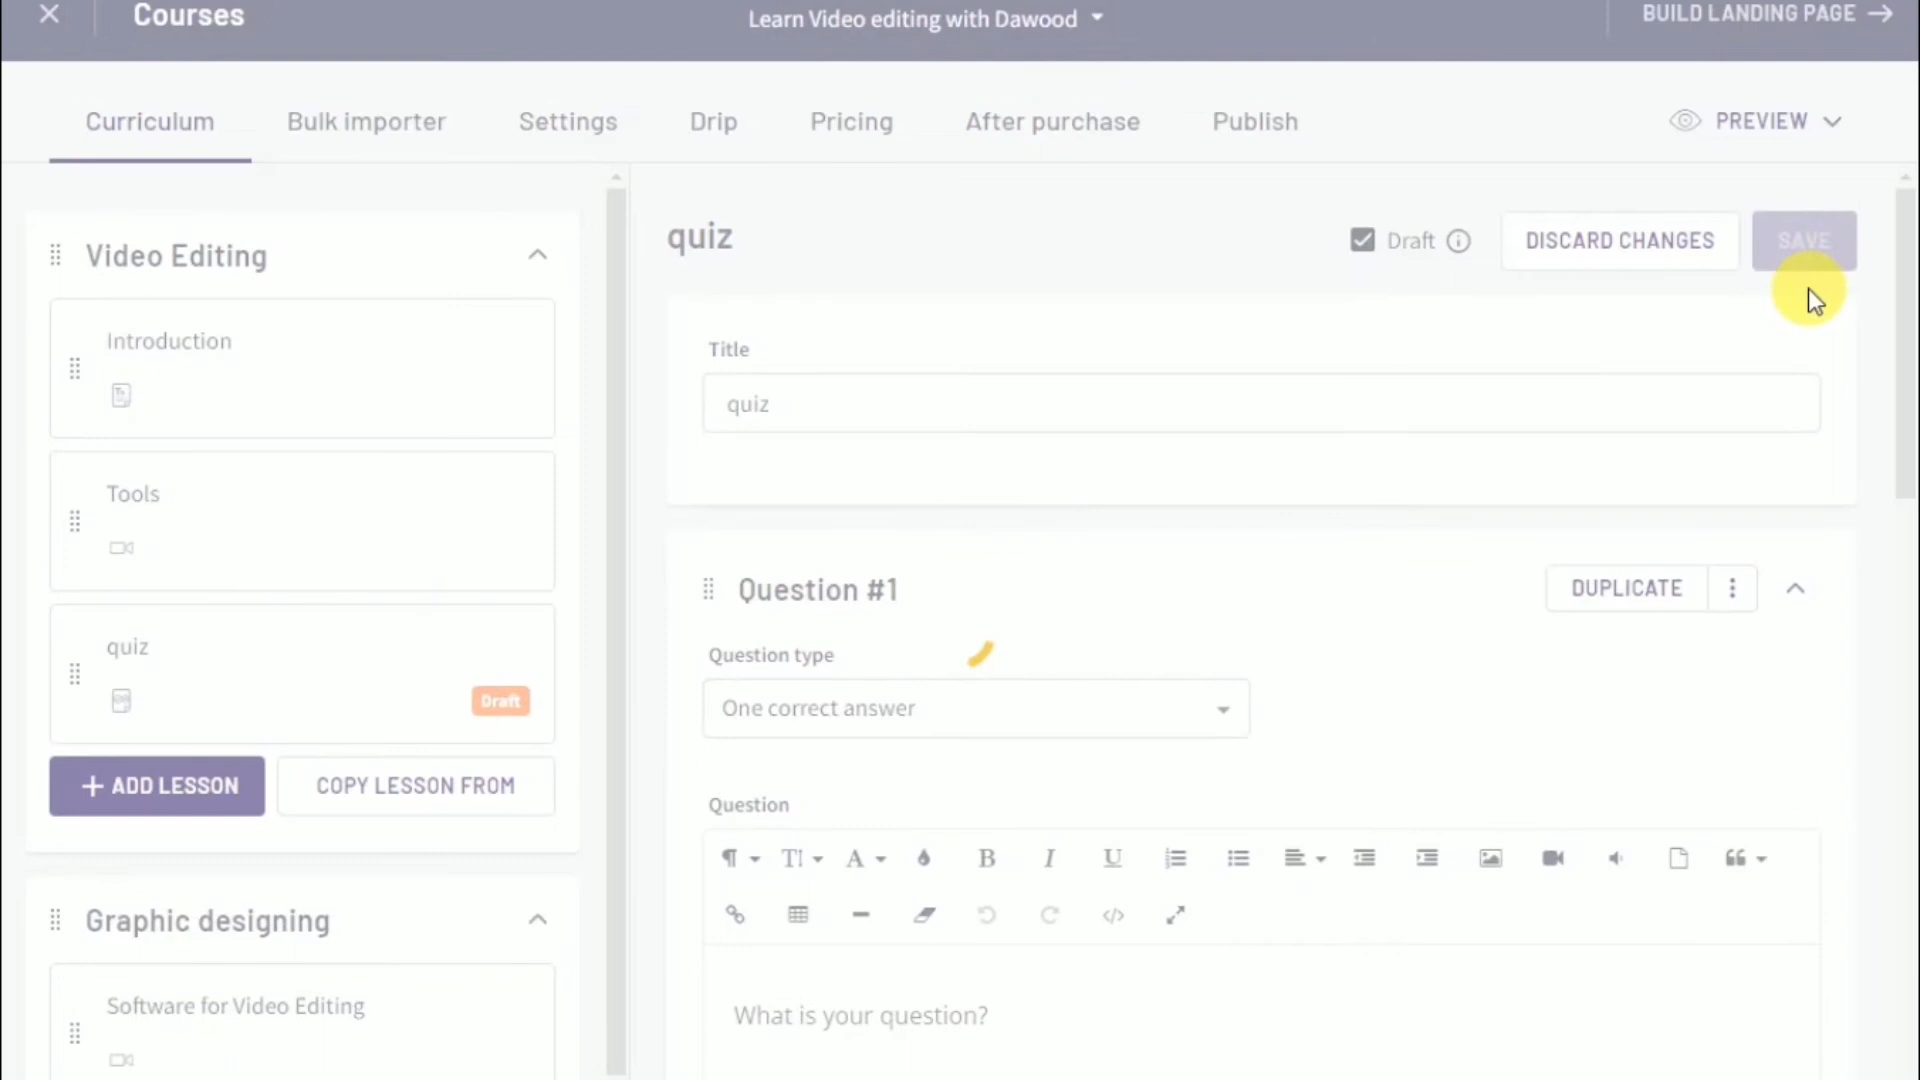 Courses
Learn Video editing with Dawood
BUILD LANDING PAGE
Curriculum
Bulk importer
Settings
Drip
Pricing
After purchase
Publish
PREVIEW
Video Editing
Introduction
Tools
quiz
Draft
ADD LESSON
COPY LESSON FROM
Graphic designing
Software for Video Editing
quiz
Draft
DISCARD CHANGES
SAVE
Title
quiz
Question #1
DUPLICATE
Question type
One correct answer
Question
What is your question?